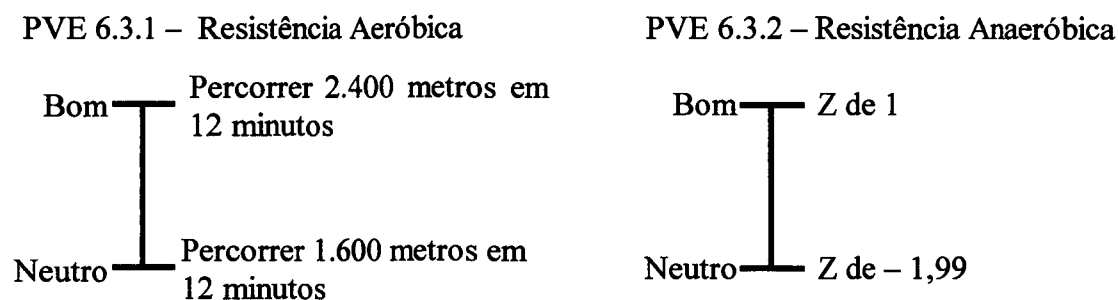 PVE 6.3.1 – Resistência Aeróbica
Bom
Percorrer 2.400 metros em
12 minutos
Neutro
Percorrer 1.600 metros em
12 minutos
PVE 6.3.2 – Resistência Anaeróbica
Bom
Z de 1
Neutro
Z de – 1,99